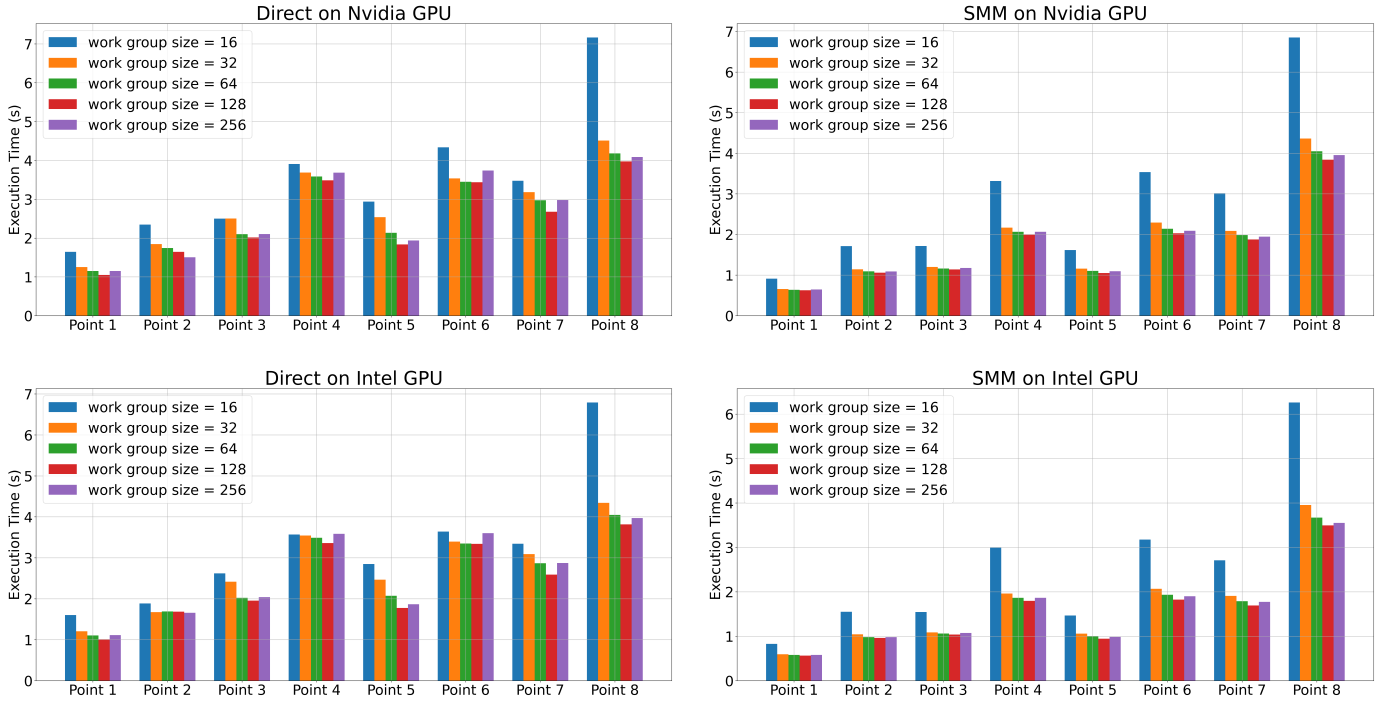 Direct on Nvidia GPU
Execution Time (s)
7
6
5
4
3
2
1
0
work group size = 16
work group size = 32
work group size = 64
work group size = 128
work group size = 256
Point 1 Point 2 Point 3 Point 4 Point 5 Point 6 Point 7 Point 8
SMM on Nvidia GPU
Execution Time (s)
7
6
5
4
3
2
1
0
work group size = 16
work group size = 32
work group size = 64
work group size = 128
work group size = 256
Point 1 Point 2 Point 3 Point 4 Point 5 Point 6 Point 7 Point 8
Direct on Intel GPU
Execution Time (s)
7
6
5
4
3
2
1
0
work group size = 16
work group size = 32
work group size = 64
work group size = 128
work group size = 256
Point 1 Point 2 Point 3 Point 4 Point 5 Point 6 Point 7 Point 8
SMM on Intel GPU
Execution Time (s)
6
5
4
3
2
1
0
work group size = 16
work group size = 32
work group size = 64
work group size = 128
work group size = 256
Point 1 Point 2 Point 3 Point 4 Point 5 Point 6 Point 7 Point 8